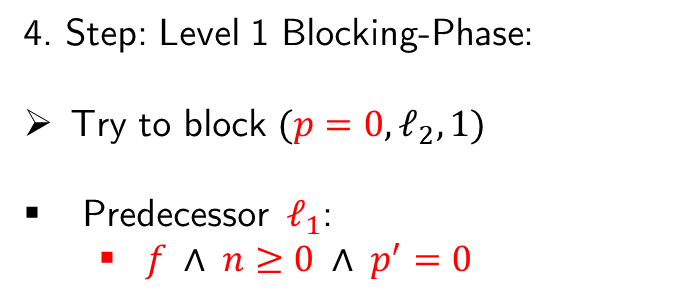 4. Step: Level 1 Blocking-Phase:
➢ Try to block (p = 0, ℓ₂, 1)
▪ Predecessor ℓ₁:
▪ f ∧ n ≥ 0 ∧ p′ = 0